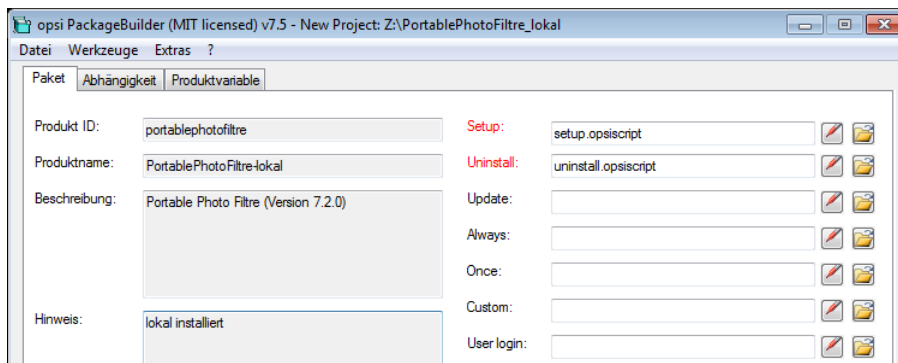 opsi PackageBuilder (MIT licensed) v7.5 - New Project: Z:\PortablePhotoFiltre_lokal
Datei Werkzeuge Extras ?
Paket Abhängigkeit Produktvariable
Produkt ID: portablephotofiltre
Produktname: PortablePhotoFiltre-lokal
Beschreibung: Portable Photo Filtre (Version 7.2.0)
Hinweis: lokal installiert
Setup: setup.opsiscript
Uninstall: uninstall.opsiscript
Update:
Always:
Once:
Custom:
User login: